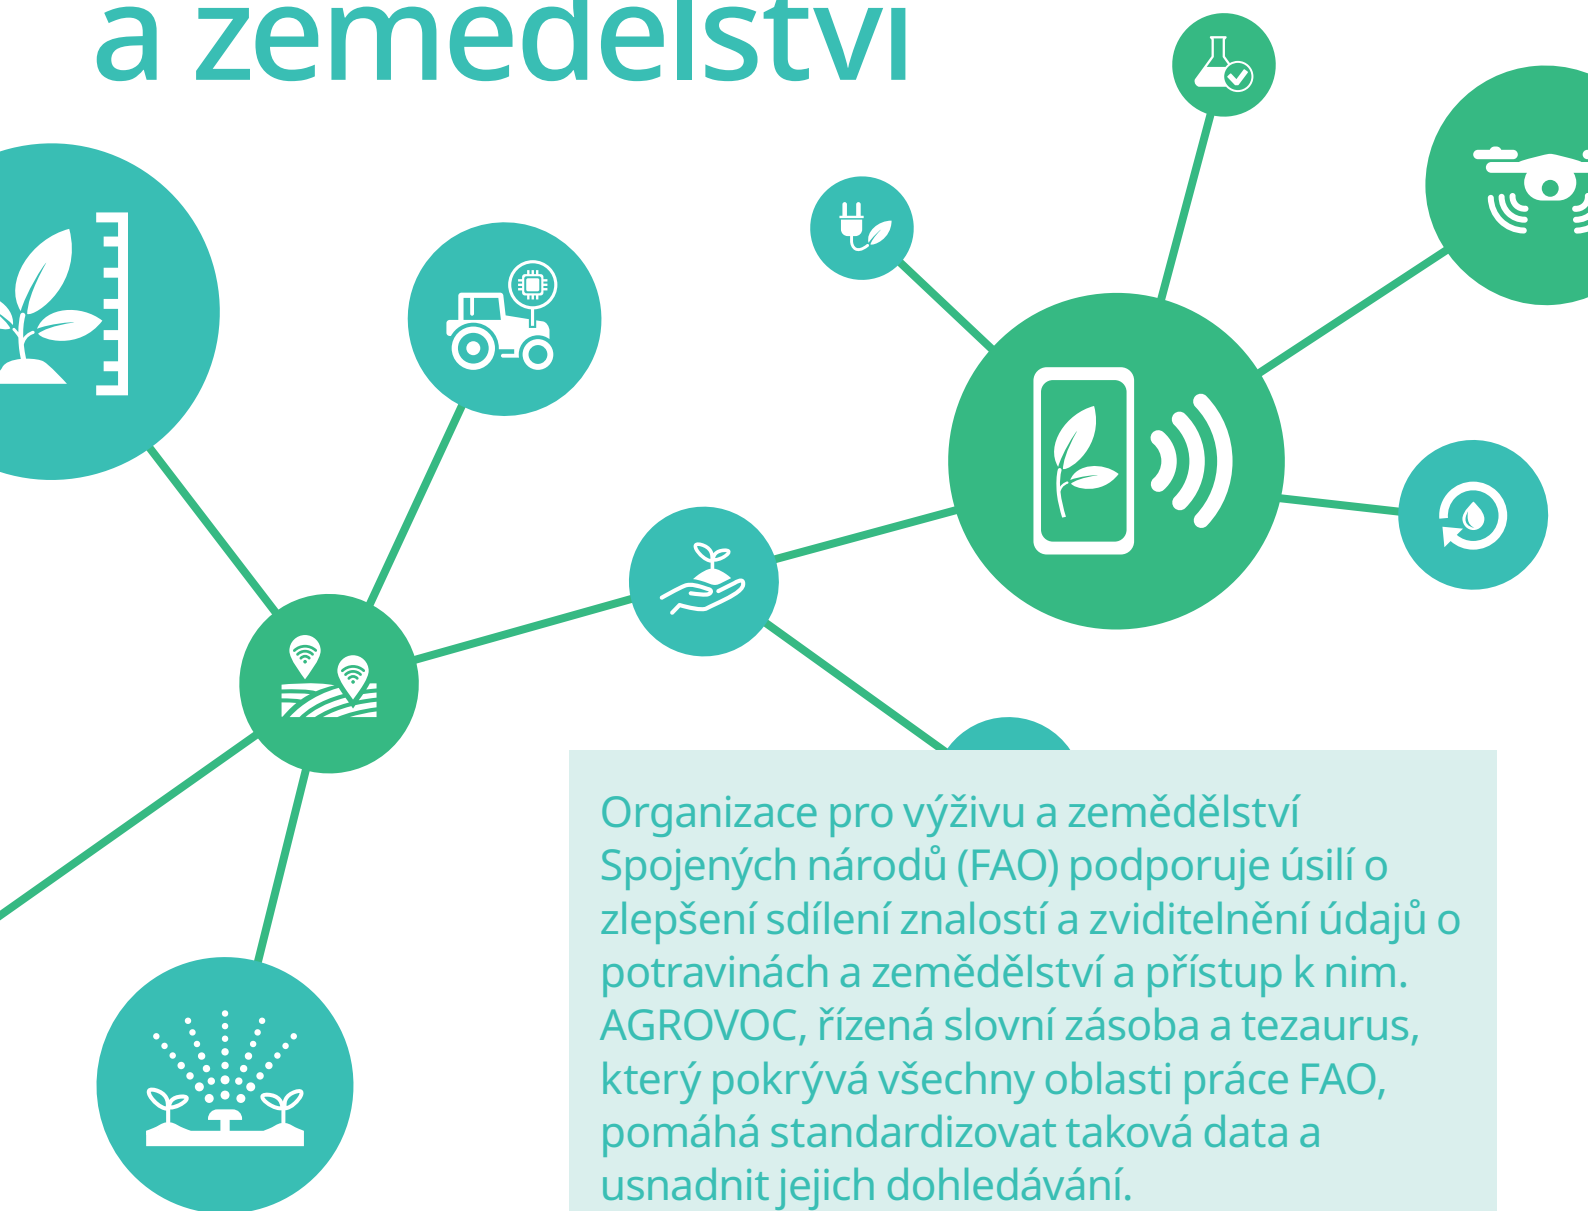 a zemědělství
Organizace pro výživu a zemědělství
Spojených národů (FAO) podporuje úsilí o
zlepšení sdílení znalostí a zviditelnění údajů o
potravinách a zemědělství a přístup k nim.
AGROVOC, řízená slovní zásoba a tezaurus,
který pokrývá všechny oblasti práce FAO,
pomáhá standardizovat taková data a
usnadnit jejich dohledávání.